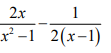 2x/(x² − 1) − 1/(2(x−1))